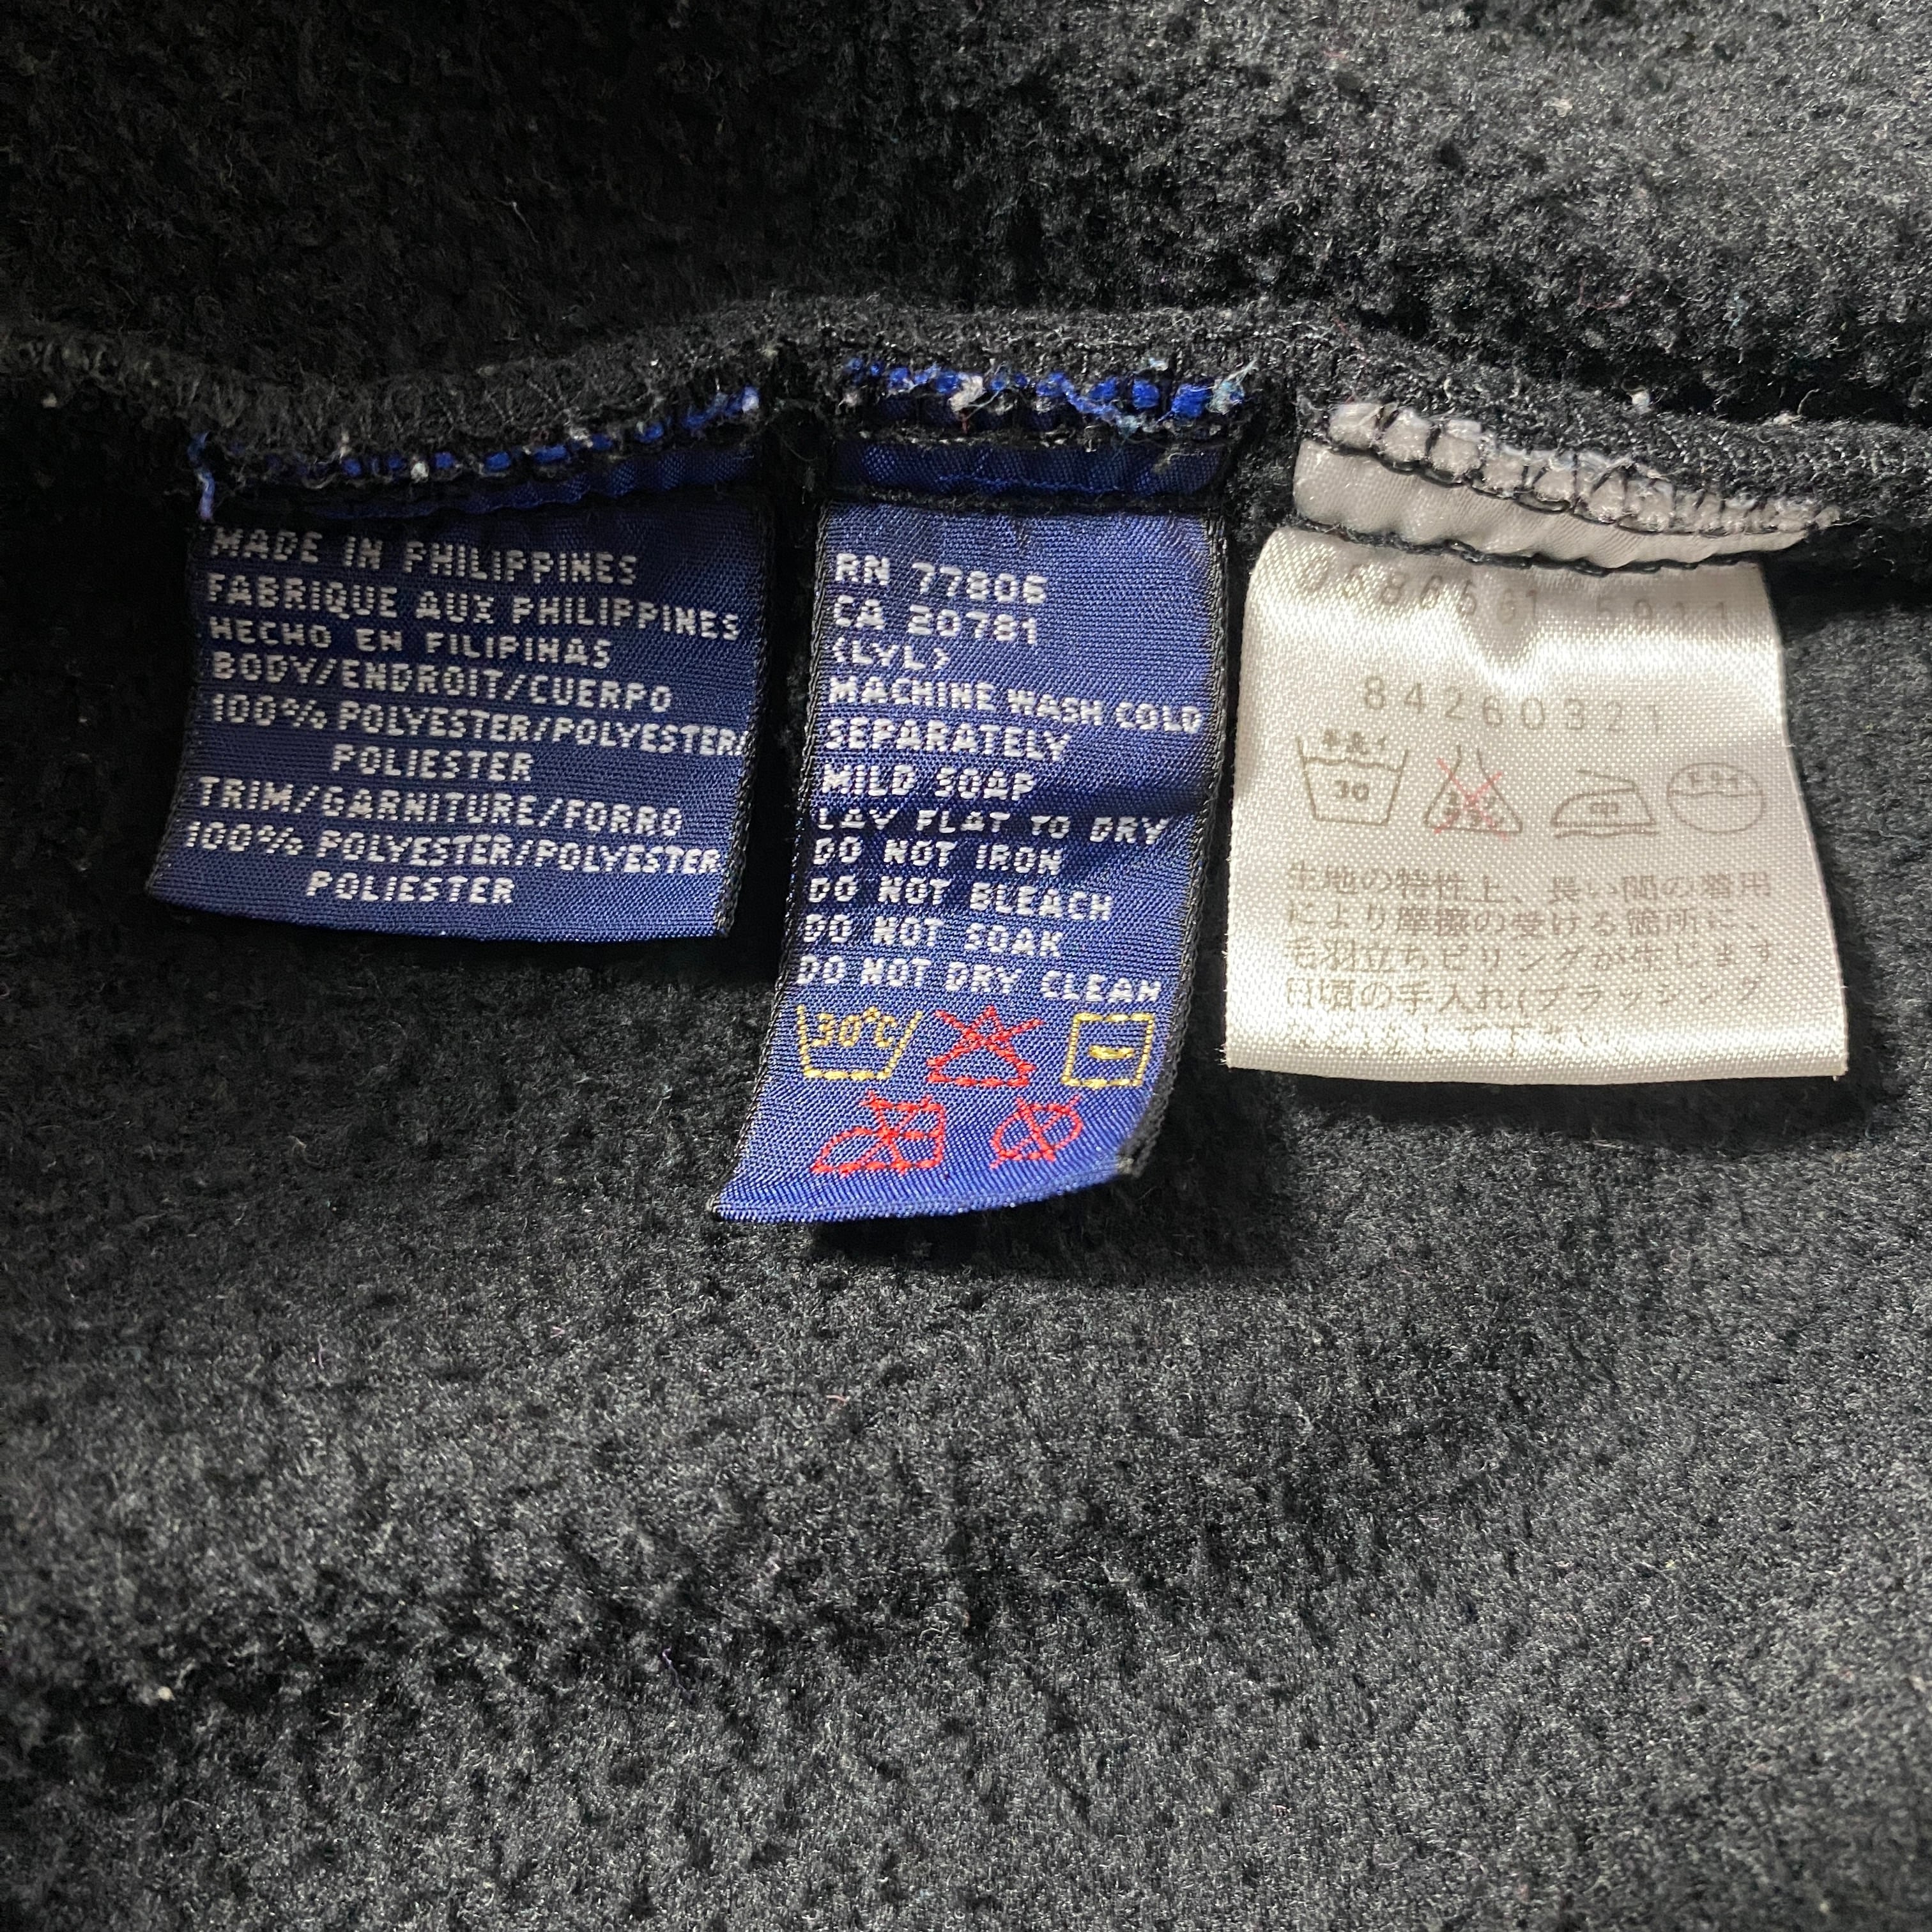 MADE IN PHILIPPINES
FABRIQUE AUX PHILIPPINES
HECHO EN FILIPINAS
BODY/ENDROIT/CUERPO
100% POLYESTER/POLYESTER/
POLIESTER
TRIM/GARNITURE/FORRO
100% POLYESTER/POLYESTER
POLIESTER
RN 77806
CA 20781
(LYL)
MACHINE WASH COLD
SEPARATELY
MILD SOAP
LAY FLAT TO DRY
DO NOT IRON
DO NOT BLEACH
DO NOT SOAK
DO NOT DRY CLEAN
30℃
84260321
30
生地の特性上、長い間の着用
により摩擦の受ける箇所に、
毛羽立ちピリングが生じます。
日頃の手入れ(ブラッシング